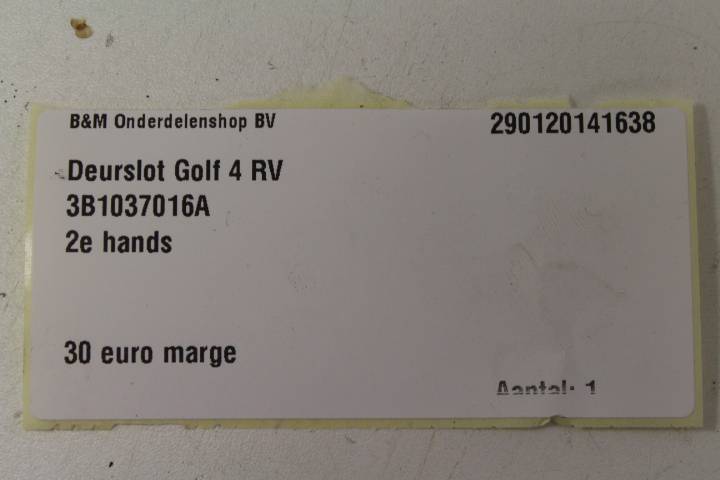 B&M Onderdelenshop BV 290120141638
Deurslot Golf 4 RV
3B1037016A
2e hands
30 euro marge
Aantal: 1